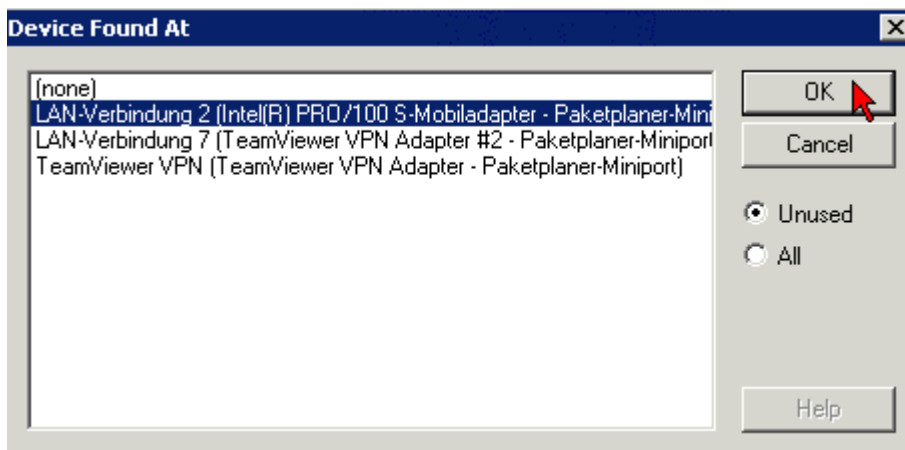 Device Found At
(none)
LAN-Verbindung 2 (Intel(R) PRO/100 S-Mobiladapter - Paketplaner-Mini
LAN-Verbindung 7 (TeamViewer VPN Adapter #2 - Paketplaner-Miniport
TeamViewer VPN (TeamViewer VPN Adapter - Paketplaner-Miniport)
OK
Cancel
Unused
All
Help